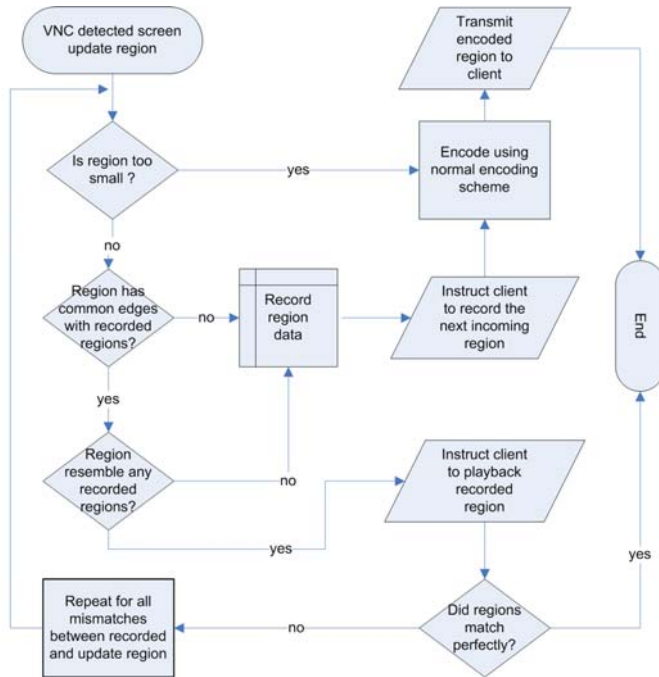 VNC detected screen
update region
Transmit
encoded
region to
client
Is region too
small ?
yes
Encode using
normal encoding
scheme
no
Region has
common edges
with recorded
regions?
no
Record
region
data
Instruct client
to record the
next incoming
region
End
yes
Region
resemble any
recorded
regions?
no
Instruct client
to playback
recorded
region
yes
yes
Repeat for all
mismatches
between recorded
and update region
no
Did regions
match
perfectly?